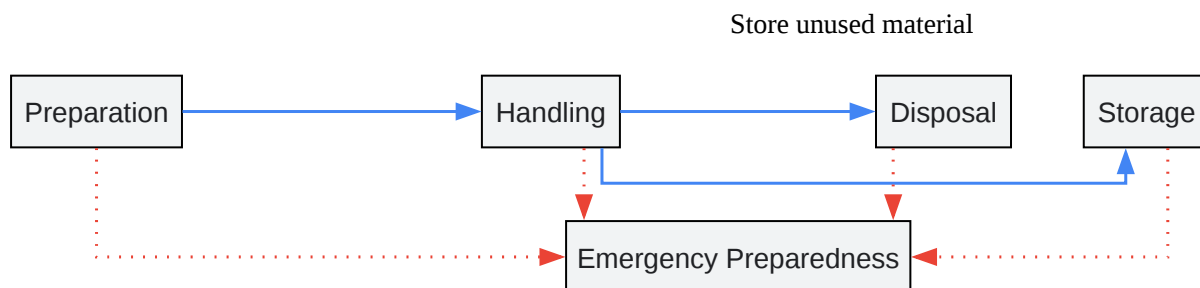 Store unused material
Preparation
Handling
Disposal
Storage
Emergency Preparedness